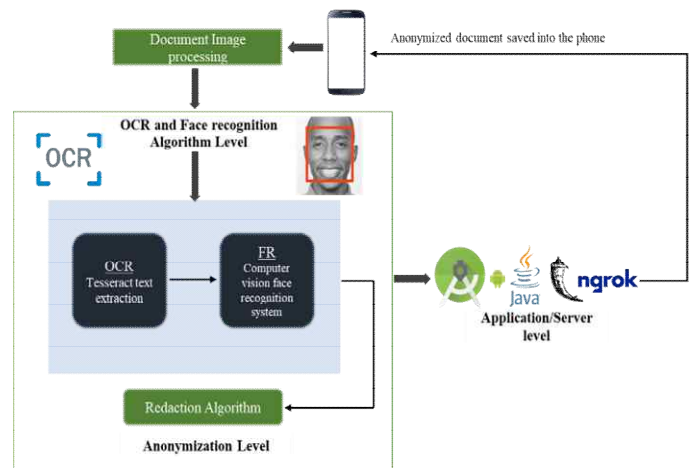 Document Image
processing
Anonymized document saved into the phone
OCR and Face recognition
Algorithm Level
OCR
OCR
Tesseract text
extraction
FR
Computer
vision face
recognition
system
Java
ngrok
Application/Server
level
Redaction Algorithm
Anonymization Level